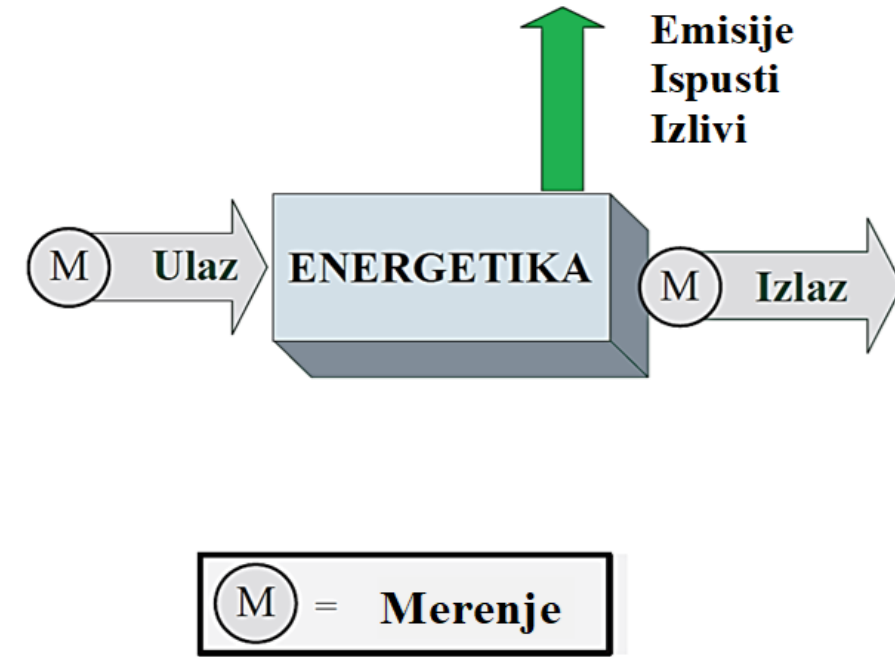 Emisije
Ispusti
Izlivi
M Ulaz ENERGETIKA M Izlaz
M = Merenje